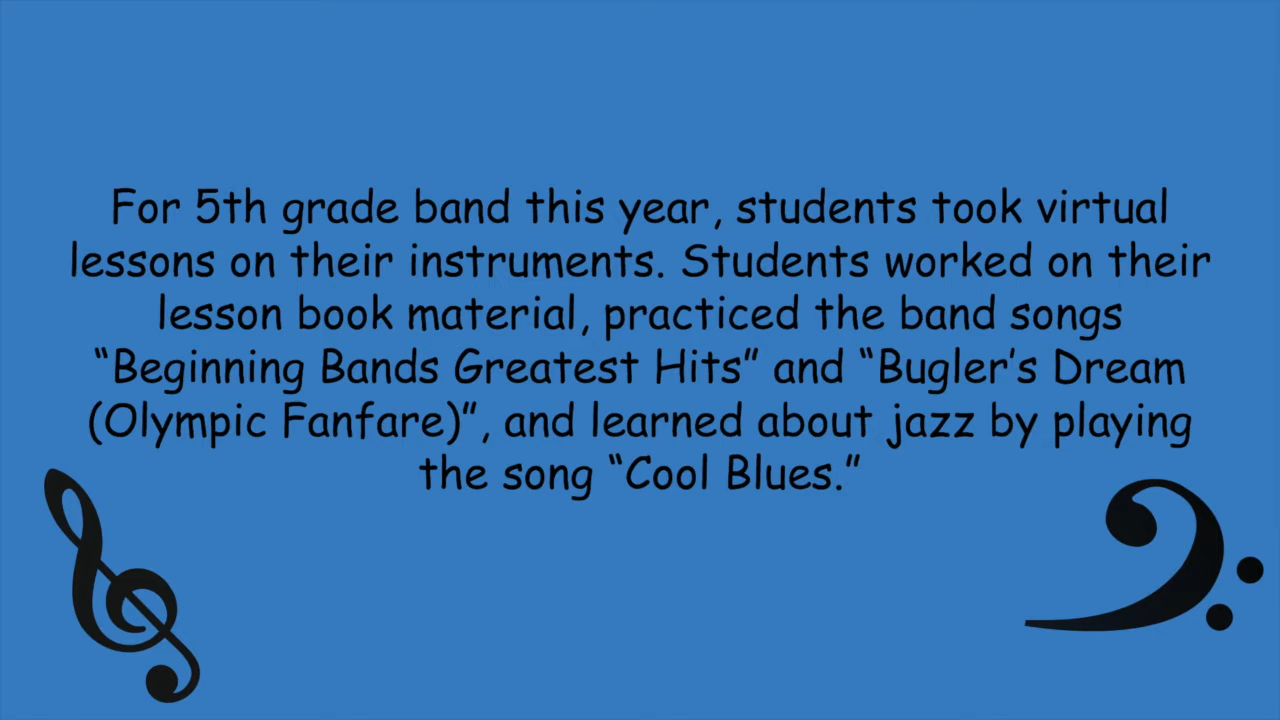 For 5th grade band this year, students took virtual
lessons on their instruments. Students worked on their
lesson book material, practiced the band songs
“Beginning Bands Greatest Hits” and “Bugler’s Dream
(Olympic Fanfare)”, and learned about jazz by playing
the song “Cool Blues.”